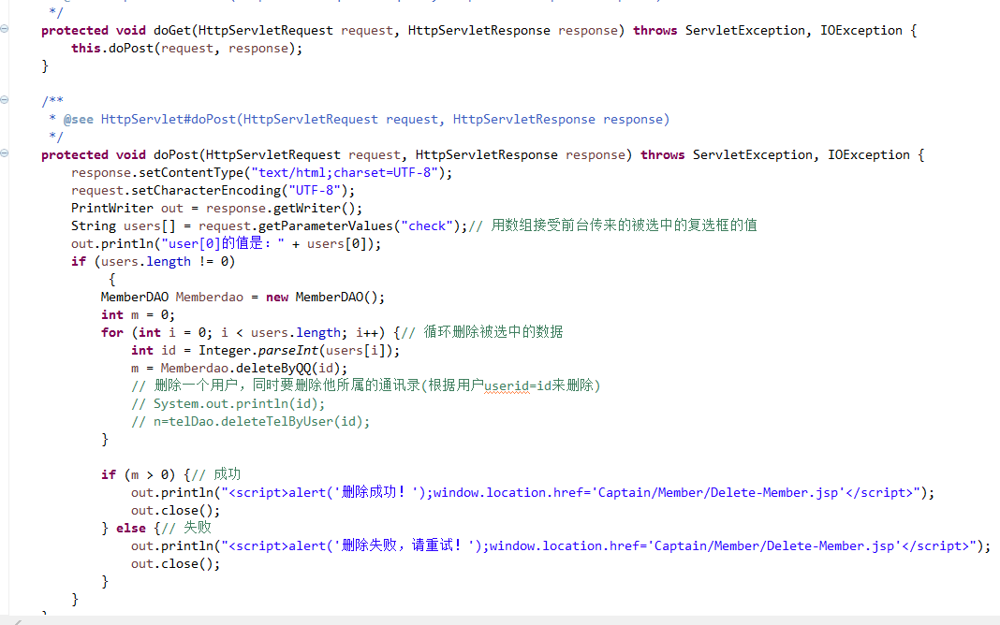 */
protected void doGet(HttpServletRequest request, HttpServletResponse response) throws ServletException, IOException {
this.doPost(request, response);
}
/**
* @see HttpServlet#doPost(HttpServletRequest request, HttpServletResponse response)
*/
protected void doPost(HttpServletRequest request, HttpServletResponse response) throws ServletException, IOException {
response.setContentType("text/html;charset=UTF-8");
request.setCharacterEncoding("UTF-8");
PrintWriter out = response.getWriter();
String users[] = request.getParameterValues("check");// 用数组接受前台传来的被选中的复选框的值
out.println("user[0]的值是：" + users[0]);
if (users.length != 0)
{
MemberDAO Memberdao = new MemberDAO();
int m = 0;
for (int i = 0; i < users.length; i++) {// 循环删除被选中的数据
int id = Integer.parseInt(users[i]);
m = Memberdao.deleteByQQ(id);
// 删除一个用户，同时要删除他所属的通讯录(根据用户userid=id来删除)
// System.out.println(id);
// n=telDao.deleteTelByUser(id);
}
if (m > 0) {// 成功
out.println("<script>alert('删除成功！');window.location.href='Captain/Member/Delete-Member.jsp'</script>");
out.close();
} else {// 失败
out.println("<script>alert('删除失败，请重试！');window.location.href='Captain/Member/Delete-Member.jsp'</script>");
out.close();
}
}